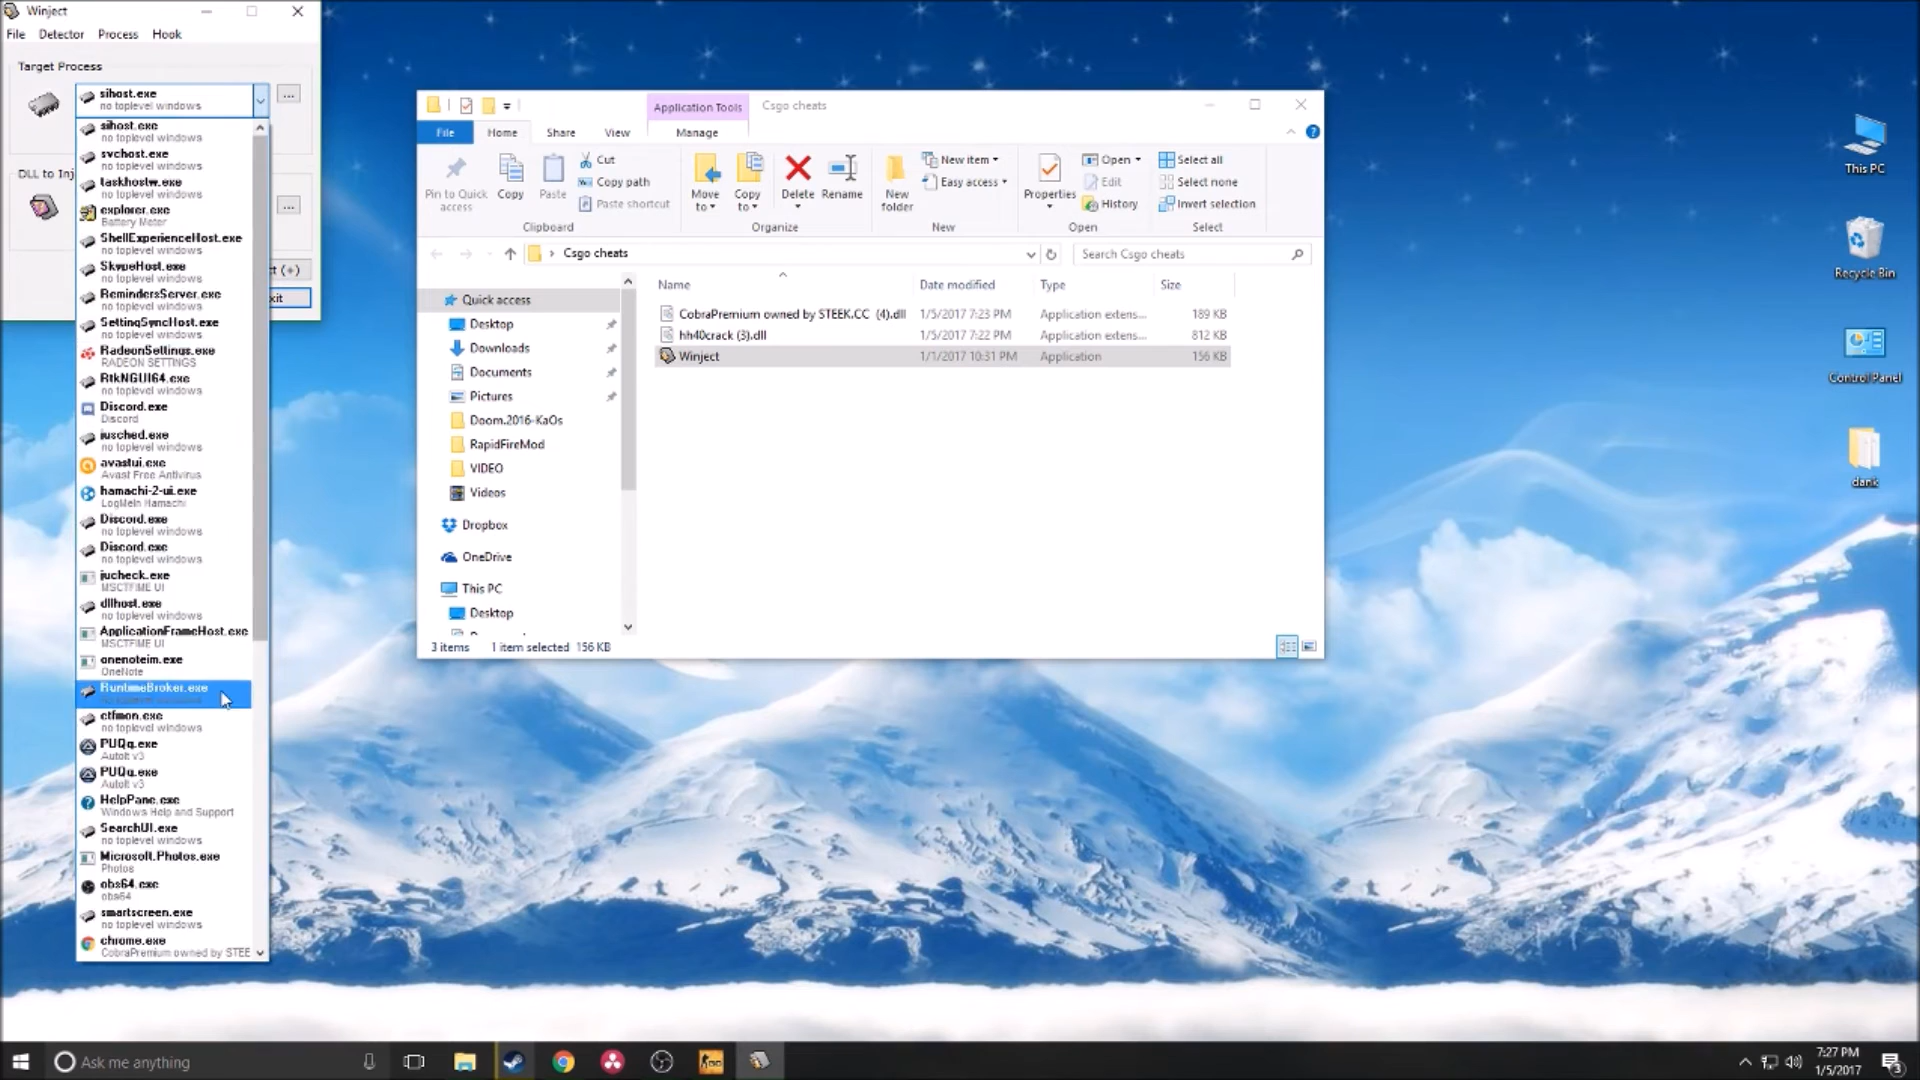 Winject
File Detector Process Hook
Target Process
sihost.exe
no toplevel windows
...
sihost.exe
no toplevel windows
svchost.exe
no toplevel windows
DLL to Inj
taskhostw.exe
no toplevel windows
...
explorer.exe
Battery Meter
ShellExperienceHost.exe
no toplevel windows
SkypeHost.exe
no toplevel windows
t (+)
RemindersServer.exe
no toplevel windows
xit
SettingSyncHost.exe
no toplevel windows
RadeonSettings.exe
RADEON SETTINGS
RtkNGUI64.exe
no toplevel windows
Discord.exe
Discord
jusched.exe
no toplevel windows
avastui.exe
Avast Free Antivirus
hamachi-2-ui.exe
LogMeIn Hamachi
Discord.exe
no toplevel windows
Discord.exe
no toplevel windows
jucheck.exe
MSCTFIME UI
dllhost.exe
no toplevel windows
ApplicationFrameHost.exe
MSCTFIME UI
onenoteim.exe
OneNote
RuntimeBroker.exe
ctfmon.exe
no toplevel windows
PUQq.exe
AutoIt v3
PUQq.exe
AutoIt v3
HelpPane.exe
Windows Help and Support
SearchUI.exe
no toplevel windows
Microsoft.Photos.exe
Photos
obs64.exe
obs64
smartscreen.exe
no toplevel windows
chrome.exe
CobraPremium owned by STEE
Application Tools Csgo cheats
File Home Share View Manage
Pin to Quick access
Copy
Paste
Cut
Copy path
Paste shortcut
Clipboard
Move to
Copy to
Delete
Rename
Organize
New folder
New item
Easy access
New
Properties
Open
Edit
History
Open
Select all
Select none
Invert selection
Select
Csgo cheats
Search Csgo cheats
Name Date modified Type Size
CobraPremium owned by STEEK.CC (4).dll 1/5/2017 7:23 PM Application extens... 189 KB
hh40crack (3).dll 1/5/2017 7:22 PM Application extens... 812 KB
Winject 1/1/2017 10:31 PM Application 156 KB
Quick access
Desktop
Downloads
Documents
Pictures
Doom.2016-KaOs
RapidFireMod
VIDEO
Videos
Dropbox
OneDrive
This PC
Desktop
3 items 1 item selected 156 KB
This PC
Recycle Bin
Control Panel
dank
Ask me anything
7:27 PM
1/5/2017
3